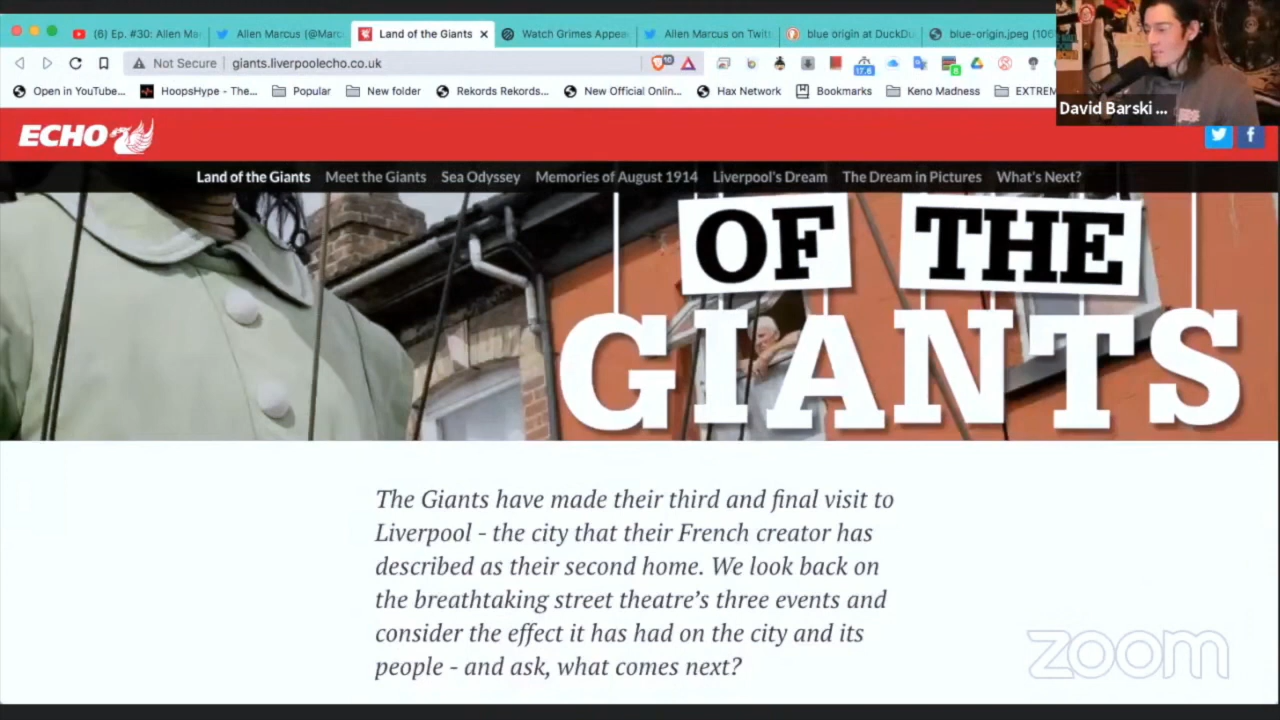 (6) Ep. #30: Allen Ma
Allen Marcus (@Marc
Land of the Giants
Watch Grimes Appea
Allen Marcus on Twit
blue origin at DuckDu
blue-origin.jpeg (106
Not Secure
giants.liverpoolecho.co.uk
10
17.6
8
Open in YouTube...
HoopsHype - The...
Popular
New folder
Rekords Rekords...
New Official Onlin...
Hax Network
Bookmarks
Keno Madness
EXTREM
David Barski ...
ECHO
Land of the Giants
Meet the Giants
Sea Odyssey
Memories of August 1914
Liverpool's Dream
The Dream in Pictures
What's Next?
OF THE
GIANTS
The Giants have made their third and final visit to
Liverpool - the city that their French creator has
described as their second home. We look back on
the breathtaking street theatre's three events and
consider the effect it has had on the city and its
people - and ask, what comes next?
zoom